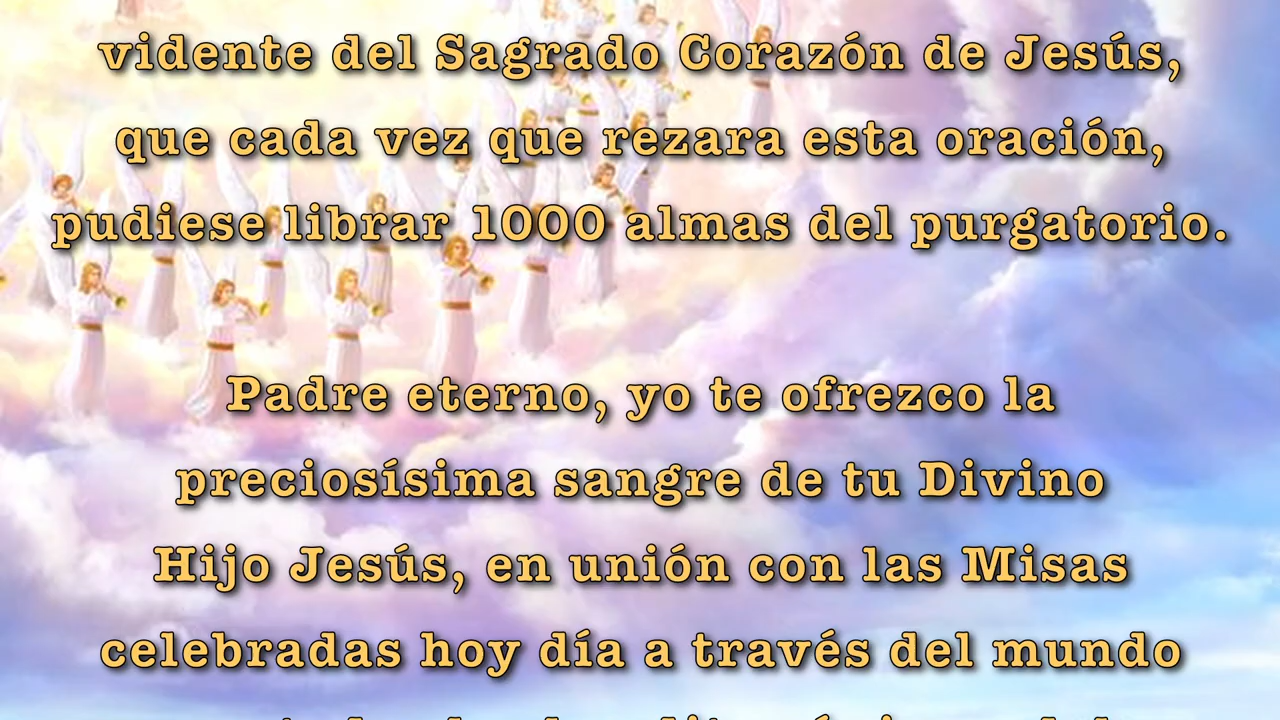 vidente del Sagrado Corazón de Jesús,
que cada vez que rezara esta oración,
pudiese librar 1000 almas del purgatorio.
Padre eterno, yo te ofrezco la
preciosísima sangre de tu Divino
Hijo Jesús, en unión con las Misas
celebradas hoy día a través del mundo